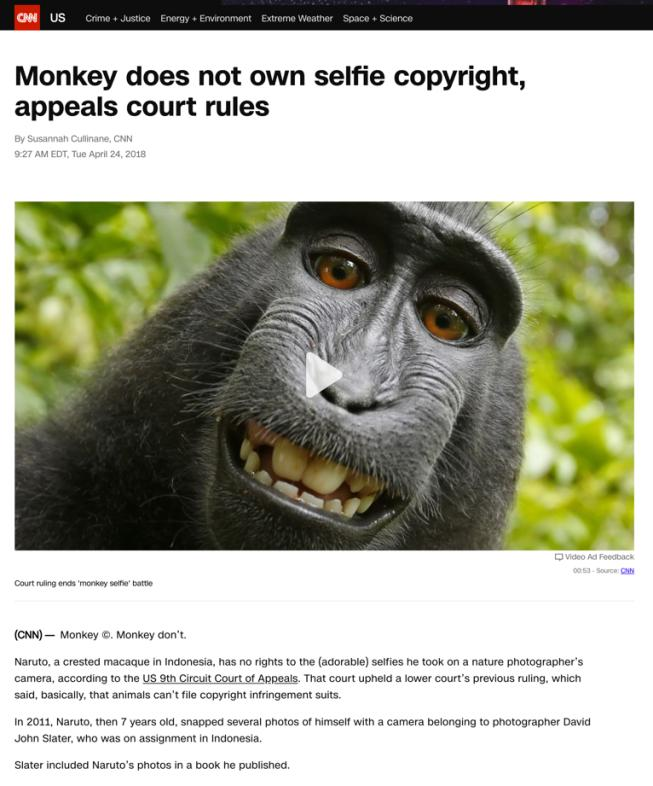 CNN US Crime + Justice Energy + Environment Extreme Weather Space + Science
Monkey does not own selfie copyright,
appeals court rules
By Susannah Cullinane, CNN
9:27 AM EDT, Tue April 24, 2018
Video Ad Feedback
00:53 - Source: CNN
Court ruling ends 'monkey selfie' battle
(CNN) — Monkey ©. Monkey don't.
Naruto, a crested macaque in Indonesia, has no rights to the (adorable) selfies he took on a nature photographer's
camera, according to the US 9th Circuit Court of Appeals. That court upheld a lower court's previous ruling, which
said, basically, that animals can't file copyright infringement suits.
In 2011, Naruto, then 7 years old, snapped several photos of himself with a camera belonging to photographer David
John Slater, who was on assignment in Indonesia.
Slater included Naruto's photos in a book he published.